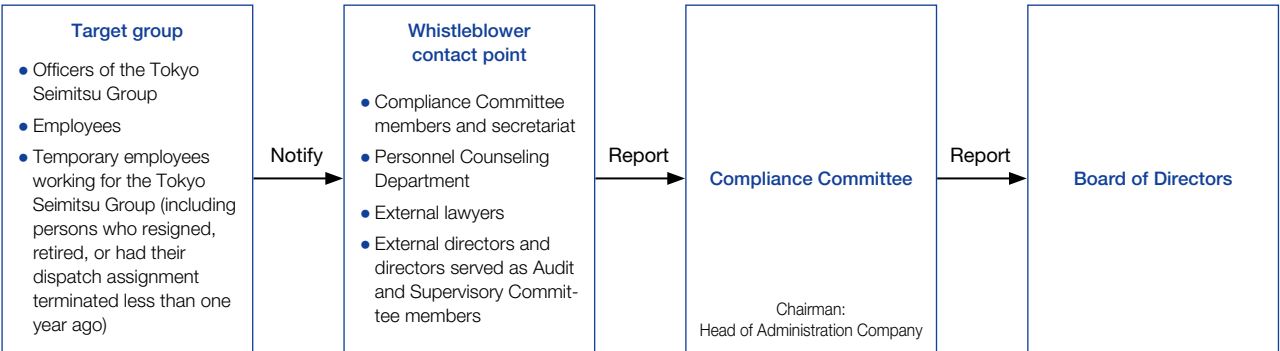 Target group
● Officers of the Tokyo
Seimitsu Group
● Employees
● Temporary employees
working for the Tokyo
Seimitsu Group (including
persons who resigned,
retired, or had their
dispatch assignment
terminated less than one
year ago)
Notify
Whistleblower
contact point
● Compliance Committee
members and secretariat
● Personnel Counseling
Department
● External lawyers
● External directors and
directors served as Audit
and Supervisory Commit-
tee members
Report
Compliance Committee
Chairman:
Head of Administration Company
Report
Board of Directors